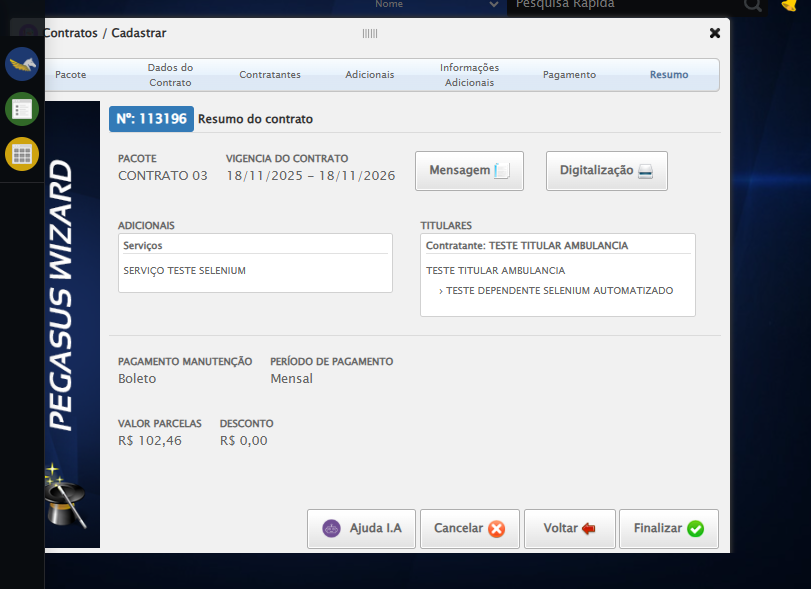 Nome
Pesquisa Rápida
Contratos / Cadastrar
Pacote
Dados do
Contrato
Contratantes
Adicionais
Informações
Adicionais
Pagamento
Resumo
PEGASUS WIZARD
Nº: 113196 Resumo do contrato
PACOTE
CONTRATO 03
VIGENCIA DO CONTRATO
18/11/2025 - 18/11/2026
Mensagem
Digitalização
ADICIONAIS
Serviços
SERVIÇO TESTE SELENIUM
TITULARES
Contratante: TESTE TITULAR AMBULANCIA
TESTE TITULAR AMBULANCIA
› TESTE DEPENDENTE SELENIUM AUTOMATIZADO
PAGAMENTO MANUTENÇÃO
Boleto
PERÍODO DE PAGAMENTO
Mensal
VALOR PARCELAS
R$ 102,46
DESCONTO
R$ 0,00
Ajuda I.A
Cancelar
Voltar
Finalizar